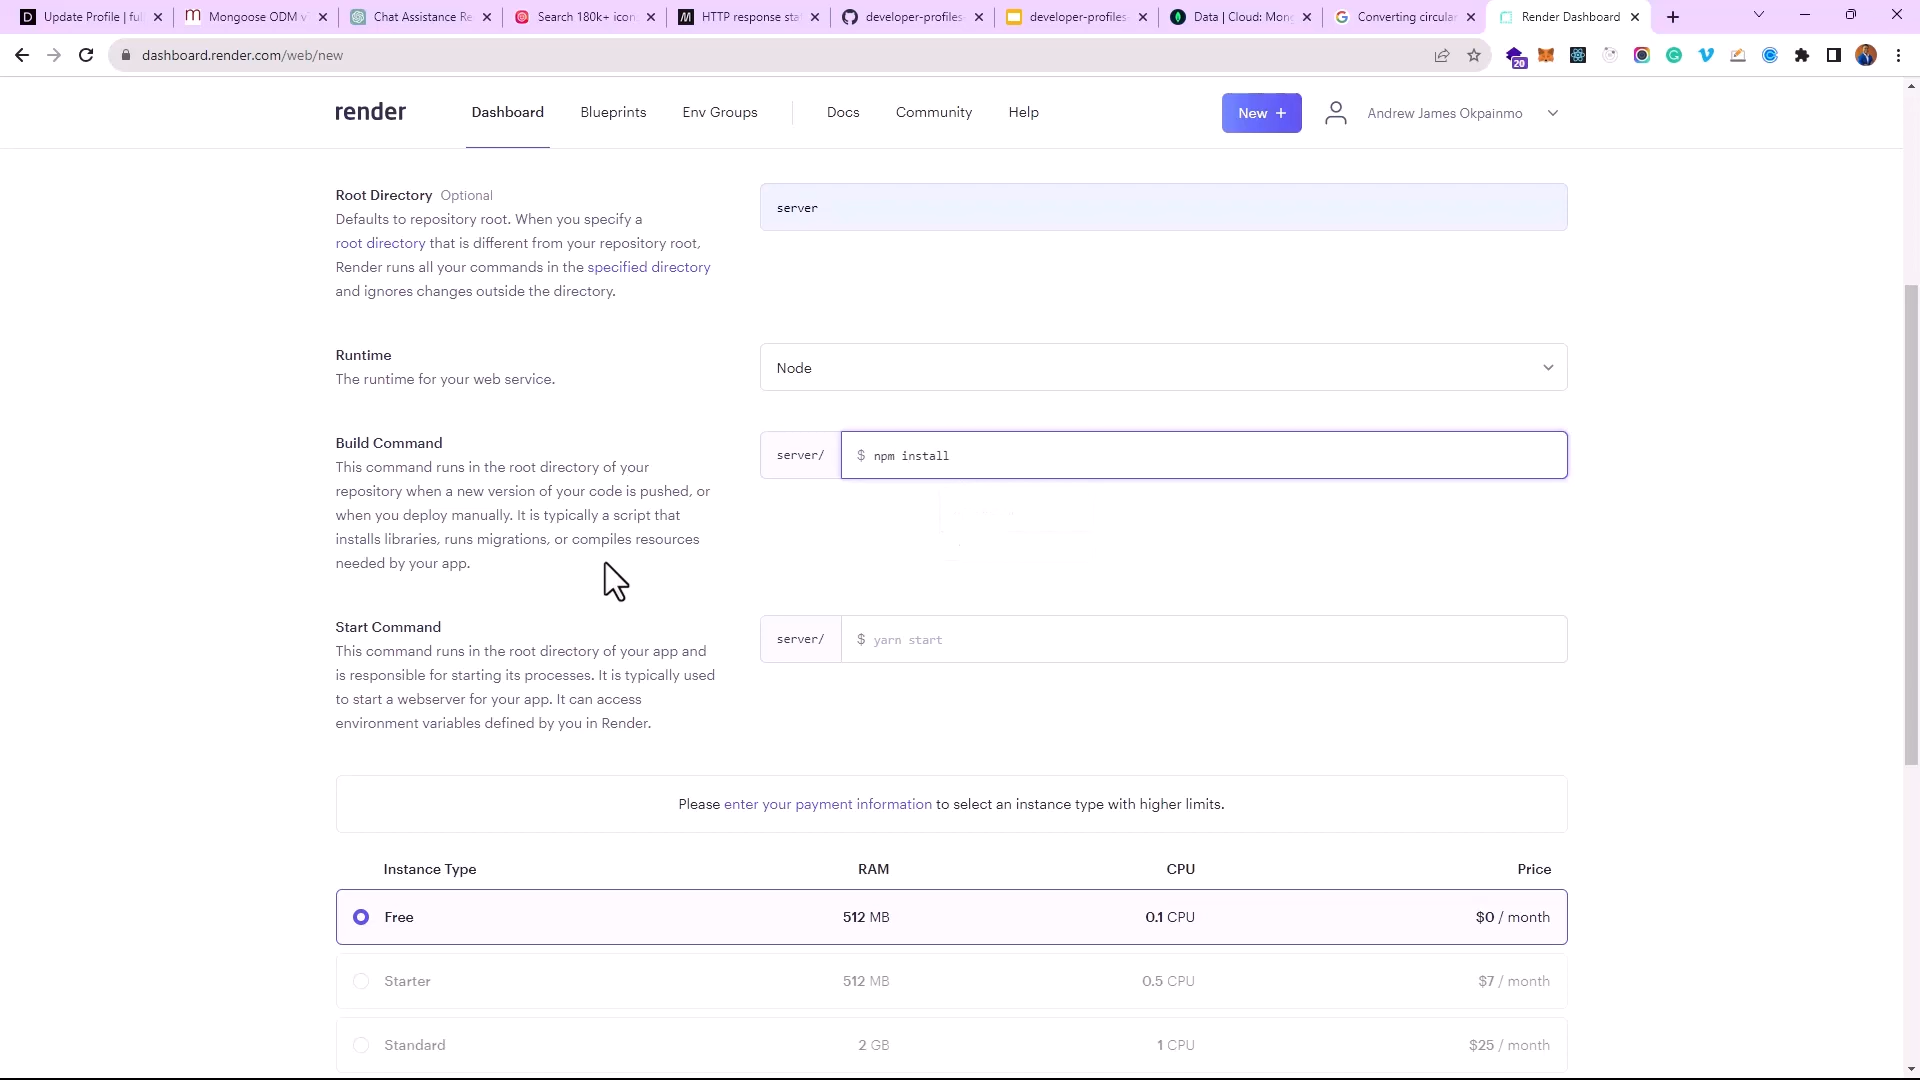 Update Profile | ful
Mongoose ODM v
Chat Assistance Re
Search 180k+ icon
HTTP response sta
developer-profiles-
developer-profiles-
Data | Cloud: Mon
Converting circular
Render Dashboard
dashboard.render.com/web/new
20
render
Dashboard
Blueprints
Env Groups
Docs
Community
Help
New +
Andrew James Okpainmo
Root Directory Optional
Defaults to repository root. When you specify a
root directory that is different from your repository root,
Render runs all your commands in the specified directory
and ignores changes outside the directory.
server
Runtime
The runtime for your web service.
Node
Build Command
This command runs in the root directory of your
repository when a new version of your code is pushed, or
when you deploy manually. It is typically a script that
installs libraries, runs migrations, or compiles resources
needed by your app.
server/
$ npm install
Start Command
This command runs in the root directory of your app and
is responsible for starting its processes. It is typically used
to start a webserver for your app. It can access
environment variables defined by you in Render.
server/
$ yarn start
Please enter your payment information to select an instance type with higher limits.
Instance Type RAM CPU Price
Free 512 MB 0.1 CPU $0 / month
Starter 512 MB 0.5 CPU $7 / month
Standard 2 GB 1 CPU $25 / month